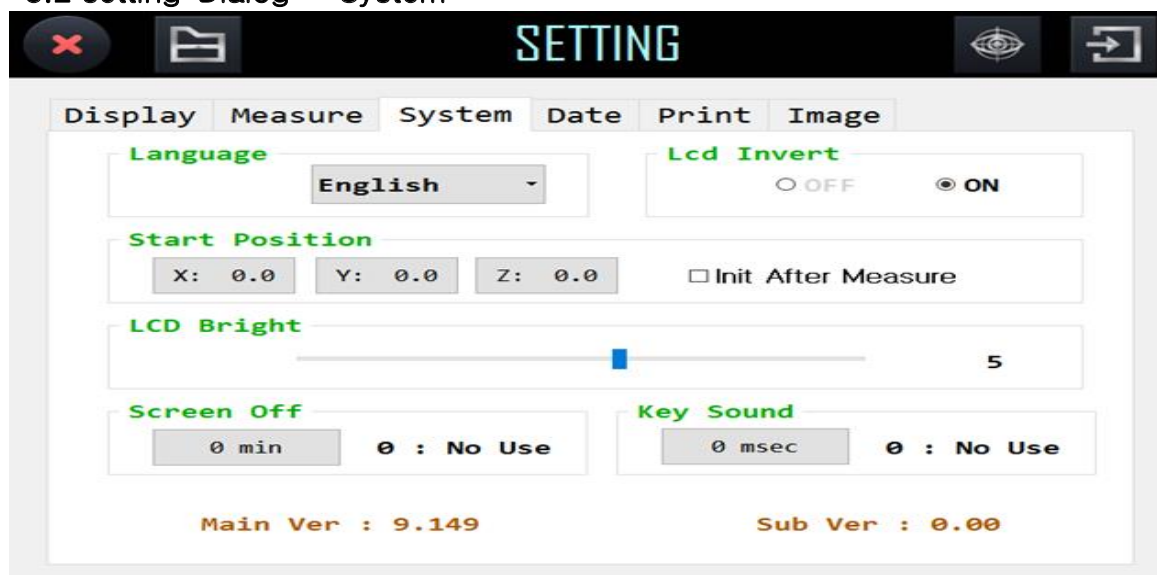 SETTING
Display Measure System Date Print Image
Language Lcd Invert
English OFF ON
Start Position
X: 0.0 Y: 0.0 Z: 0.0 Init After Measure
LCD Bright
5
Screen Off Key Sound
0 min 0 : No Use 0 msec 0 : No Use
Main Ver : 9.149 Sub Ver : 0.00